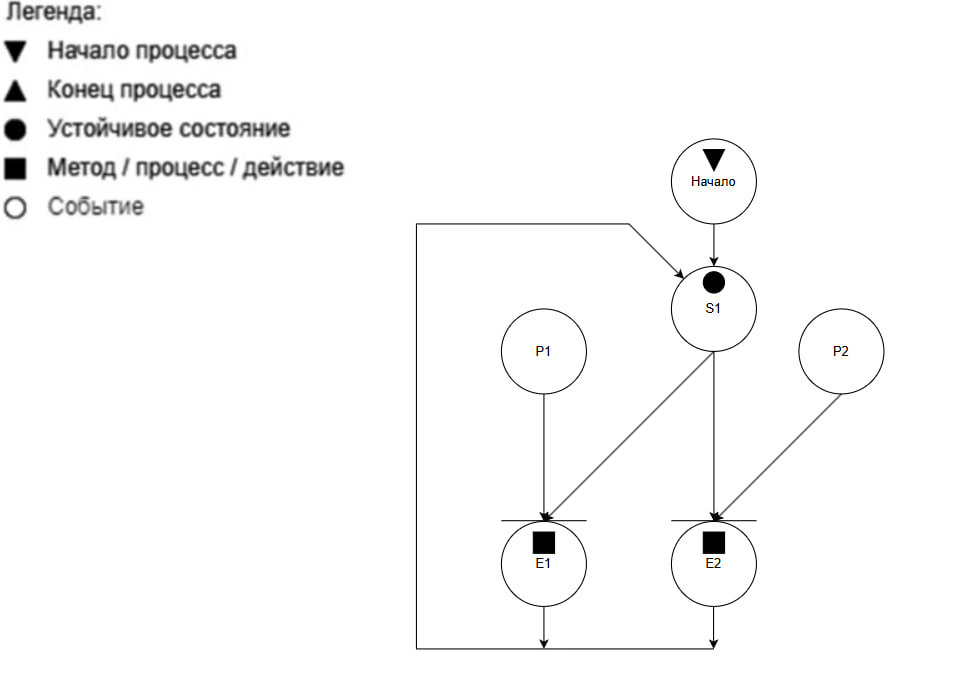 Легенда:
Начало процесса
Конец процесса
Устойчивое состояние
Метод / процесс / действие
Событие
Начало
S1
P1
P2
E1
E2